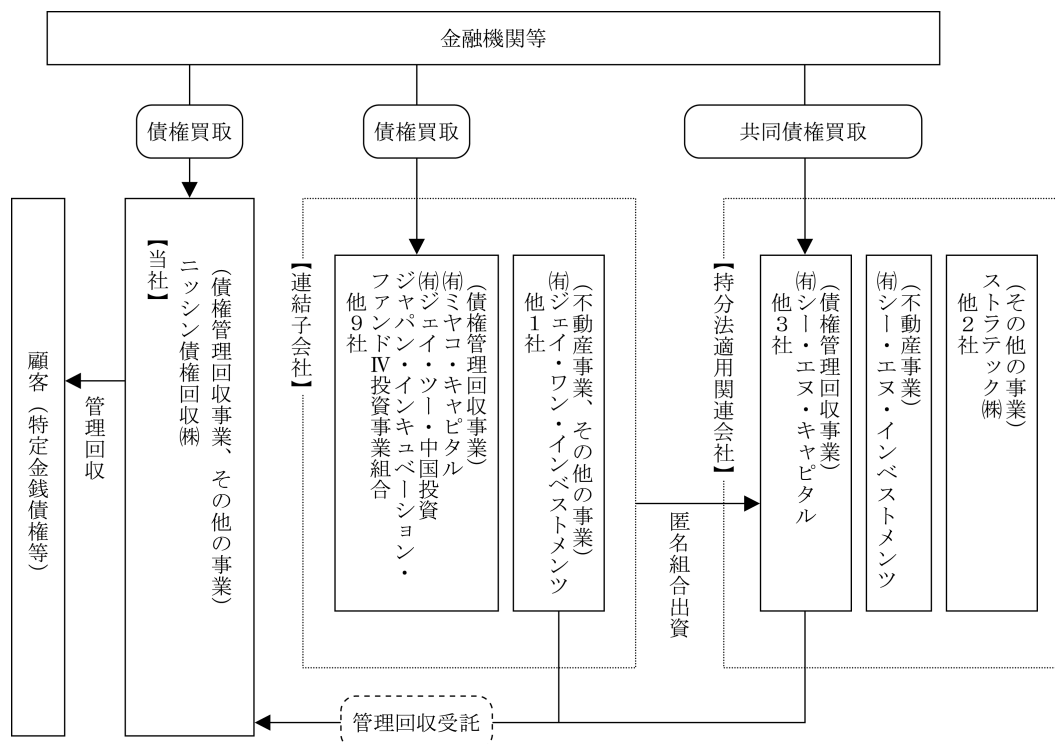 金融機関等
債権買取
債権買取
共同債権買取
顧客（特定金銭債権等）
管理回収
【当社】
（債権管理回収事業、その他の事業）
ニッシン債権回収㈱
【連結子会社】
（債権管理回収事業）
㈲ミヤコ・キャピタル
㈲ジェイ・ツー・中国投資
ジャパン・インキュベーション・
ファンドⅣ投資事業組合
他９社
（不動産事業、その他の事業）
㈲ジェイ・ワン・インベストメンツ
他１社
匿名組合出資
【持分法適用関連会社】
（債権管理回収事業）
㈲シー・エヌ・キャピタル
他３社
（不動産事業）
㈲シー・エヌ・インベストメンツ
（その他の事業）
ストラテック㈱
他２社
管理回収受託